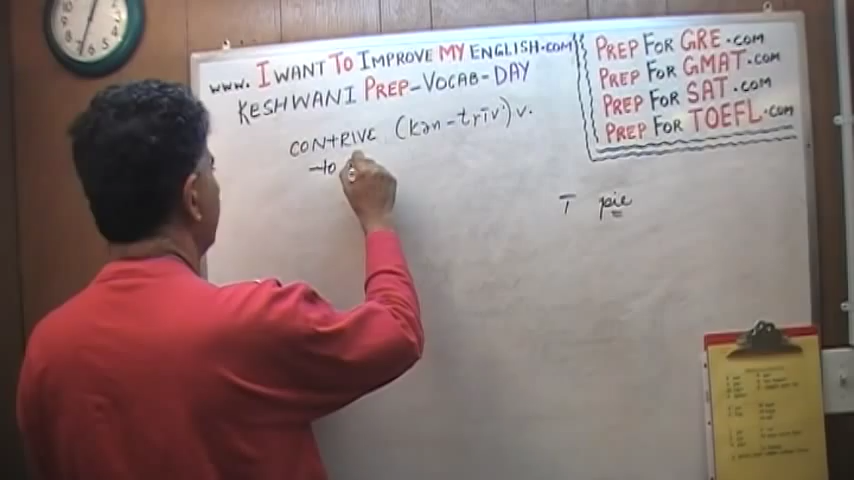 www. I WANT TO IMPROVE MY ENGLISH.COM
KESHWANI PREP-VOCAB-DAY
CONTRIVE (kən-trīv') v.
-to
ī pie
PREP FOR GRE.com
PREP FOR GMAT.com
PREP FOR SAT.com
PREP FOR TOEFL.com